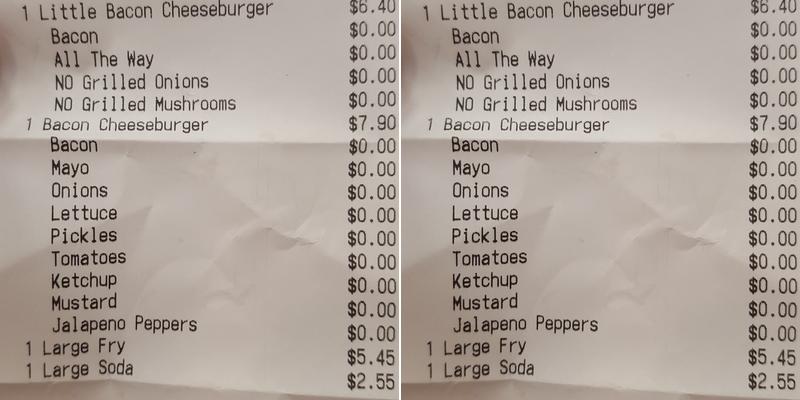 1 Little Bacon Cheeseburger $6.40
Bacon $0.00
All The Way $0.00
NO Grilled Onions $0.00
NO Grilled Mushrooms $0.00
1 Bacon Cheeseburger $7.90
Bacon $0.00
Mayo $0.00
Onions $0.00
Lettuce $0.00
Pickles $0.00
Tomatoes $0.00
Ketchup $0.00
Mustard $0.00
Jalapeno Peppers $0.00
1 Large Fry $5.45
1 Large Soda $2.55
1 Little Bacon Cheeseburger $6.40
Bacon $0.00
All The Way $0.00
NO Grilled Onions $0.00
NO Grilled Mushrooms $0.00
1 Bacon Cheeseburger $7.90
Bacon $0.00
Mayo $0.00
Onions $0.00
Lettuce $0.00
Pickles $0.00
Tomatoes $0.00
Ketchup $0.00
Mustard $0.00
Jalapeno Peppers $0.00
1 Large Fry $5.45
1 Large Soda $2.55